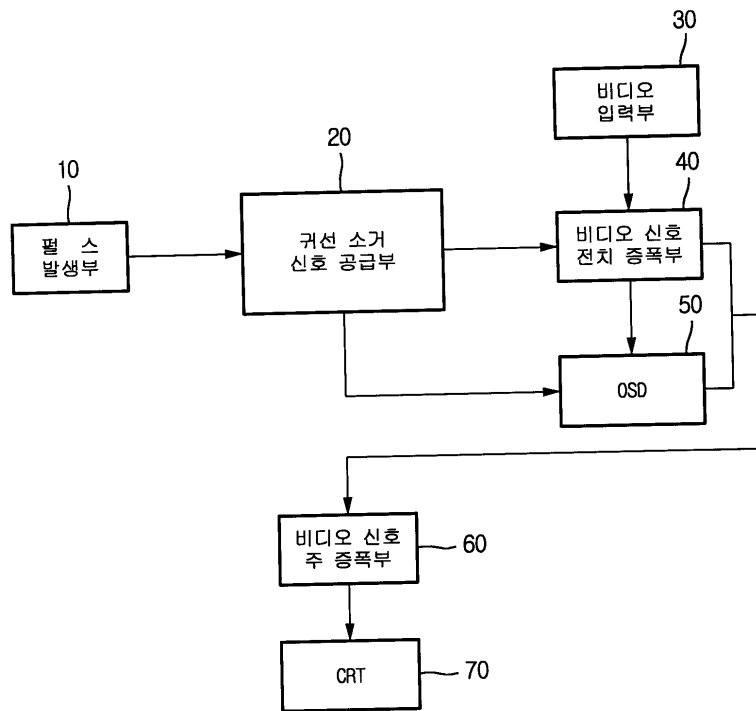 30
비디오
입력부
20
10
40
펄 스
발생부
귀선 소거
신호 공급부
비디오 신호
전치 증폭부
50
OSD
비디오 신호
주 증폭부
60
CRT
70